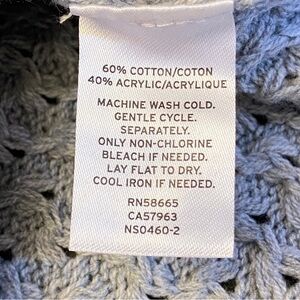 60% COTTON/COTON
40% ACRYLIC/ACRYLIQUE
MACHINE WASH COLD.
GENTLE CYCLE.
SEPARATELY.
ONLY NON-CHLORINE
BLEACH IF NEEDED.
LAY FLAT TO DRY.
COOL IRON IF NEEDED.
RN58665
CA57963
NS0460-2